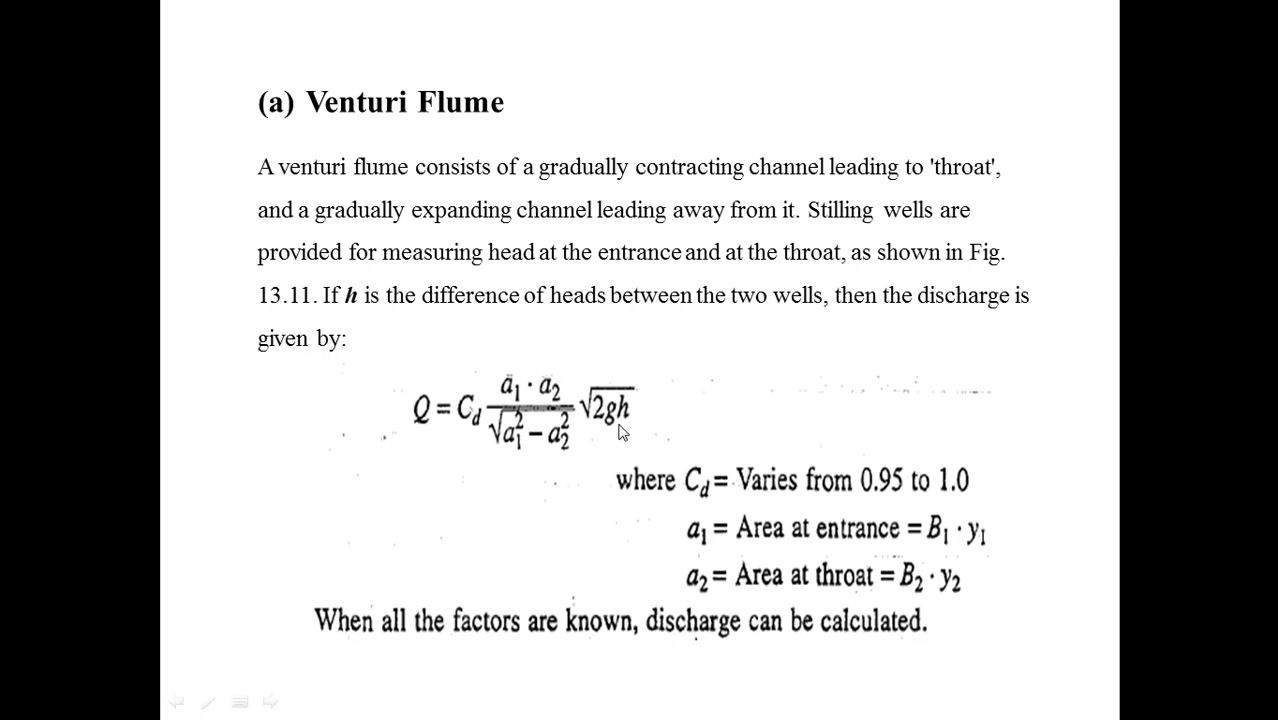 (a) Venturi Flume
A venturi flume consists of a gradually contracting channel leading to 'throat',
and a gradually expanding channel leading away from it. Stilling wells are
provided for measuring head at the entrance and at the throat, as shown in Fig.
13.11. If h is the difference of heads between the two wells, then the discharge is
given by:
Q = C_d (a₁ · a₂) / √(a₁² − a₂²) √(2gh)
where C_d = Varies from 0.95 to 1.0
a₁ = Area at entrance = B₁ · y₁
a₂ = Area at throat = B₂ · y₂
When all the factors are known, discharge can be calculated.